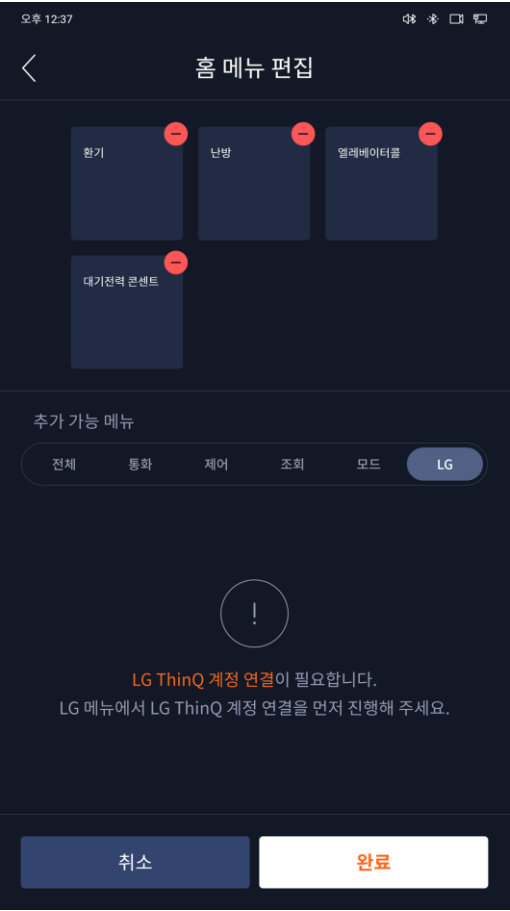 오후 12:37
홈 메뉴 편집
환기
난방
엘레베이터콜
대기전력 콘센트
추가 가능 메뉴
전체 통화 제어 조회 모드 LG
!
LG ThinQ 계정 연결이 필요합니다.
LG 메뉴에서 LG ThinQ 계정 연결을 먼저 진행해 주세요.
취소 완료